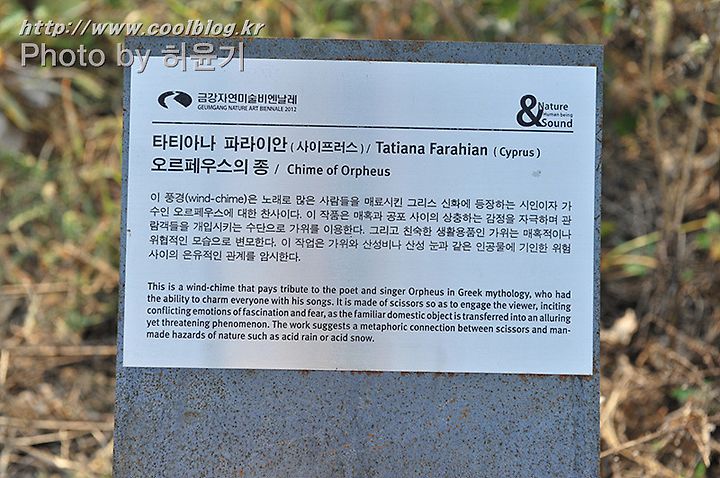 http://www.coolblog.kr
Photo by 허윤기
금강자연미술비엔날레
GEUMGANG NATURE ART BIENNALE 2012
& Nature
Human being
Sound
타티아나 파라이안 (사이프러스) / Tatiana Farahian (Cyprus)
오르페우스의 종 / Chime of Orpheus
이 풍경(wind-chime)은 노래로 많은 사람들을 매료시킨 그리스 신화에 등장하는 시인이자 가
수인 오르페우스에 대한 찬사이다. 이 작품은 매혹과 공포 사이의 상충하는 감정을 자극하며 관
람객들을 개입시키는 수단으로 가위를 이용한다. 그리고 친숙한 생활용품인 가위는 매혹적이나
위협적인 모습으로 변모한다. 이 작업은 가위와 산성비나 산성 눈과 같은 인공물에 기인한 위험
사이의 은유적인 관계를 암시한다.
This is a wind-chime that pays tribute to the poet and singer Orpheus in Greek mythology, who had
the ability to charm everyone with his songs. It is made of scissors so as to engage the viewer, inciting
conflicting emotions of fascination and fear, as the familiar domestic object is transferred into an alluring
yet threatening phenomenon. The work suggests a metaphoric connection between scissors and man-
made hazards of nature such as acid rain or acid snow.